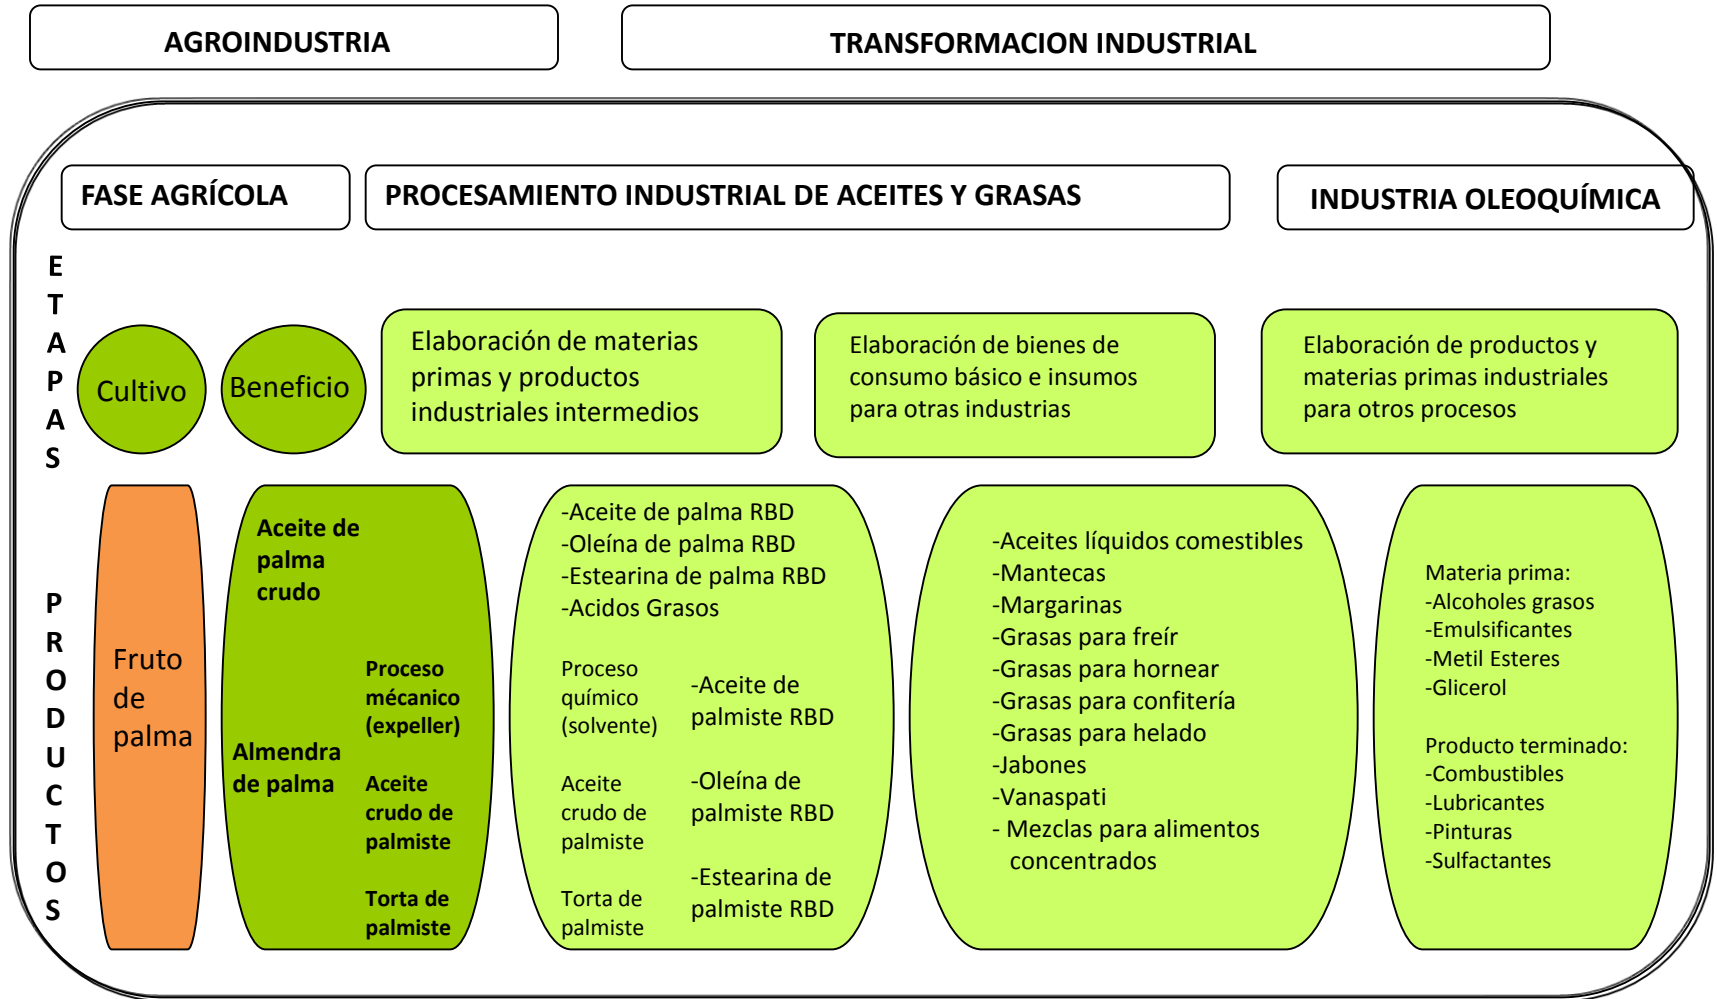 AGROINDUSTRIA
TRANSFORMACION INDUSTRIAL
FASE AGRÍCOLA
PROCESAMIENTO INDUSTRIAL DE ACEITES Y GRASAS
INDUSTRIA OLEOQUÍMICA
E
T
A
P
A
S
Cultivo
Beneficio
Elaboración de materias
primas y productos
industriales intermedios
Elaboración de bienes de
consumo básico e insumos
para otras industrias
Elaboración de productos y
materias primas industriales
para otros procesos
P
R
O
D
U
C
T
O
S
Fruto
de
palma
Aceite de
palma
crudo
Almendra
de palma
Proceso
mécanico
(expeller)
Aceite
crudo de
palmiste
Torta de
palmiste
-Aceite de palma RBD
-Oleína de palma RBD
-Estearina de palma RBD
-Acidos Grasos
Proceso
químico
(solvente)
Aceite
crudo de
palmiste
Torta de
palmiste
-Aceite de
palmiste RBD
-Oleína de
palmiste RBD
-Estearina de
palmiste RBD
-Aceites líquidos comestibles
-Mantecas
-Margarinas
-Grasas para freír
-Grasas para hornear
-Grasas para confitería
-Grasas para helado
-Jabones
-Vanaspati
- Mezclas para alimentos
concentrados
Materia prima:
-Alcoholes grasos
-Emulsificantes
-Metil Esteres
-Glicerol
Producto terminado:
-Combustibles
-Lubricantes
-Pinturas
-Sulfactantes